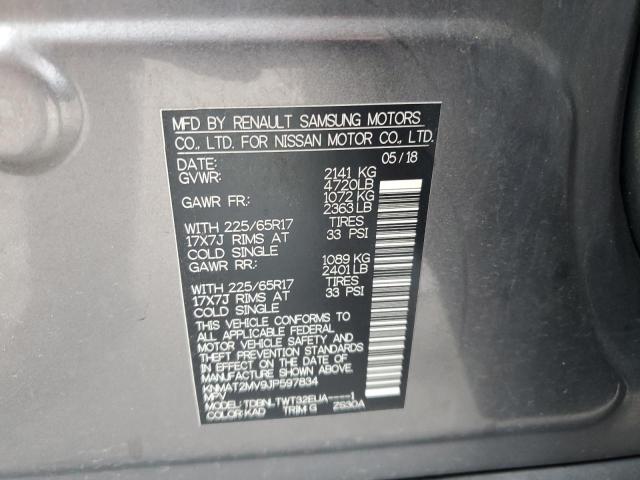 MFD BY RENAULT SAMSUNG MOTORS
CO., LTD. FOR NISSAN MOTOR CO., LTD.
DATE: 05/18
GVWR: 2141 KG
4720LB
GAWR FR: 1072 KG
2363 LB
WITH 225/65R17 TIRES
17X7J RIMS AT 33 PSI
COLD SINGLE
GAWR RR: 1089 KG
2401 LB
WITH 225/65R17 TIRES
17X7J RIMS AT 33 PSI
COLD SINGLE
THIS VEHICLE CONFORMS TO
ALL APPLICABLE FEDERAL
MOTOR VEHICLE SAFETY AND
THEFT PREVENTION STANDARDS
IN EFFECT ON THE DATE OF
MANUFACTURE SHOWN ABOVE.
KNMAT2MV9JP597834
MPV
MODEL: TDBNLTWT32EUA----1
COLOR: KAD TRIM G ZS30A